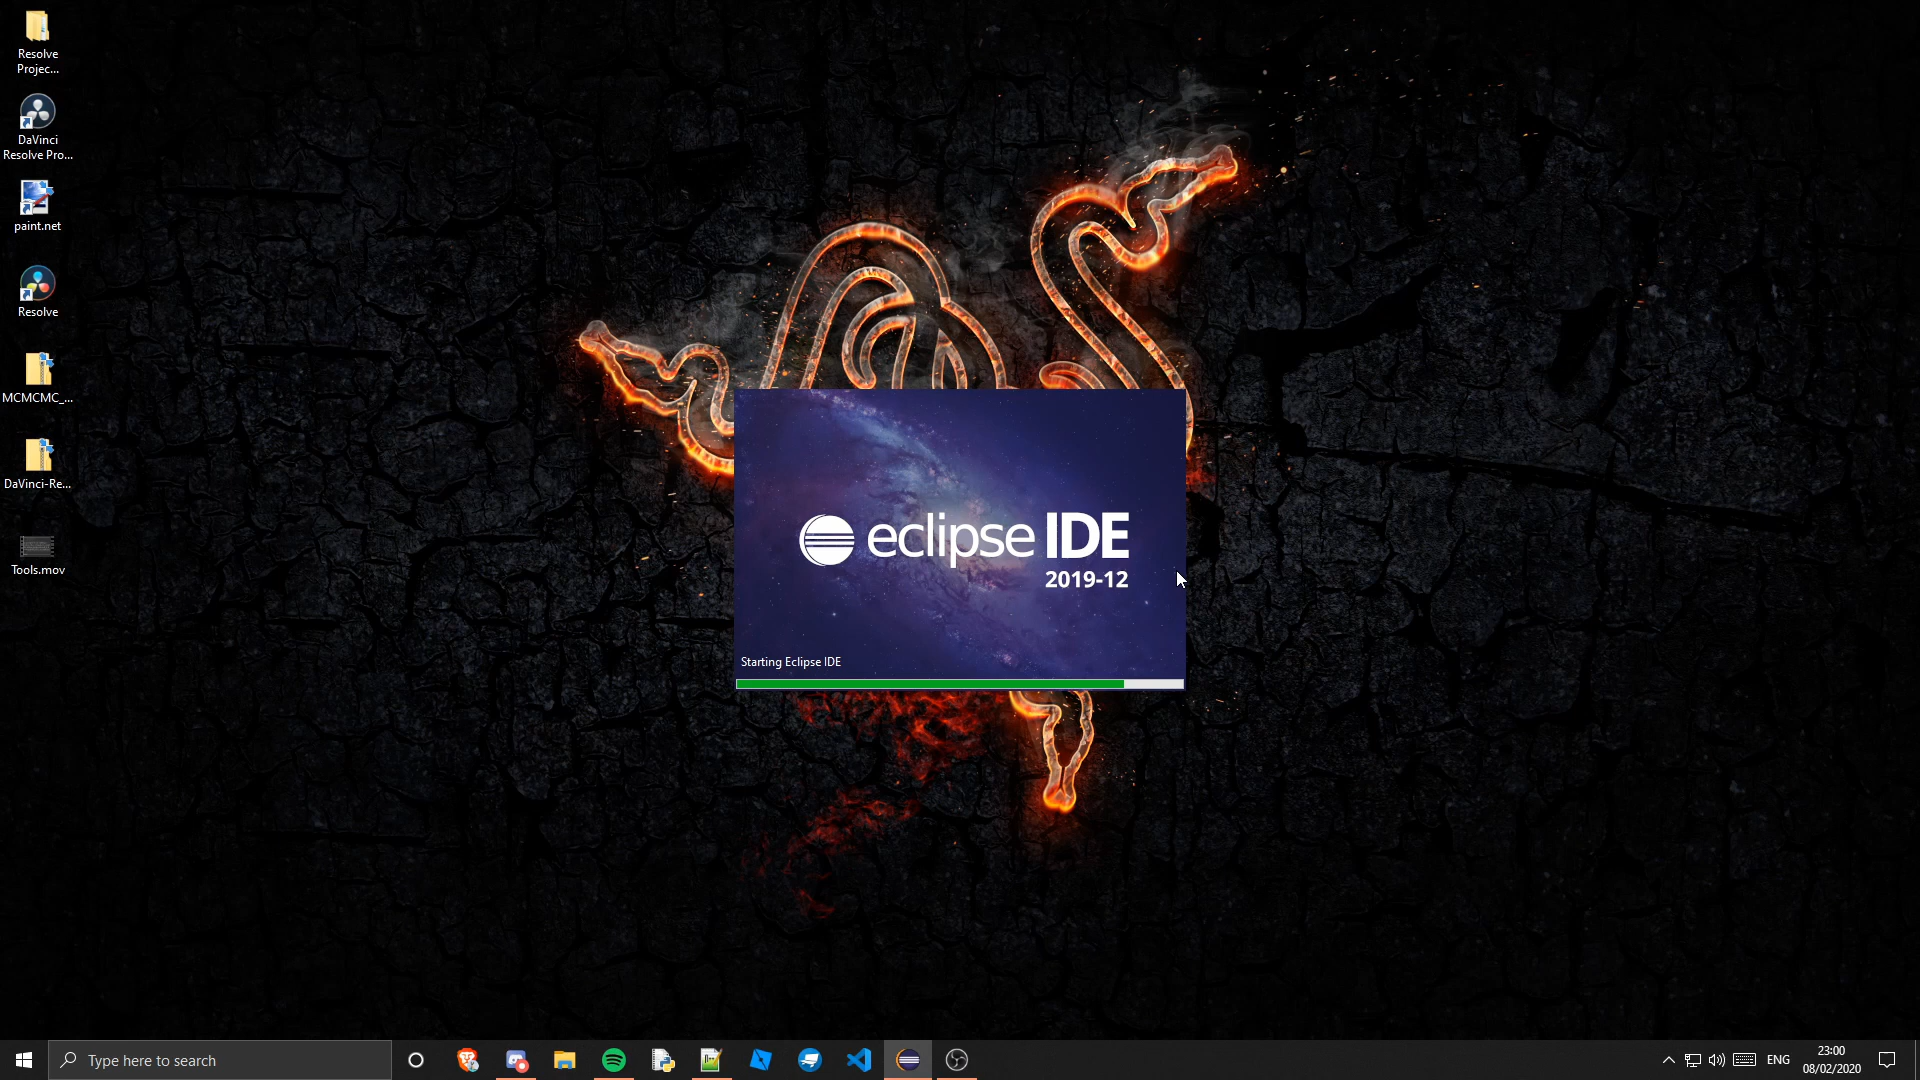 Resolve
Projec...
DaVinci
Resolve Pro...
paint.net
Resolve
MCMCMC_...
DaVinci-Re...
Tools.mov
eclipse IDE
2019-12
Starting Eclipse IDE
Type here to search
ENG
23:00
08/02/2020